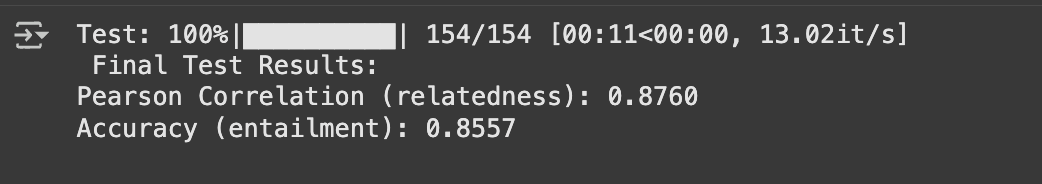 Test: 100%|██████████| 154/154 [00:11<00:00, 13.02it/s]
Final Test Results:
Pearson Correlation (relatedness): 0.8760
Accuracy (entailment): 0.8557